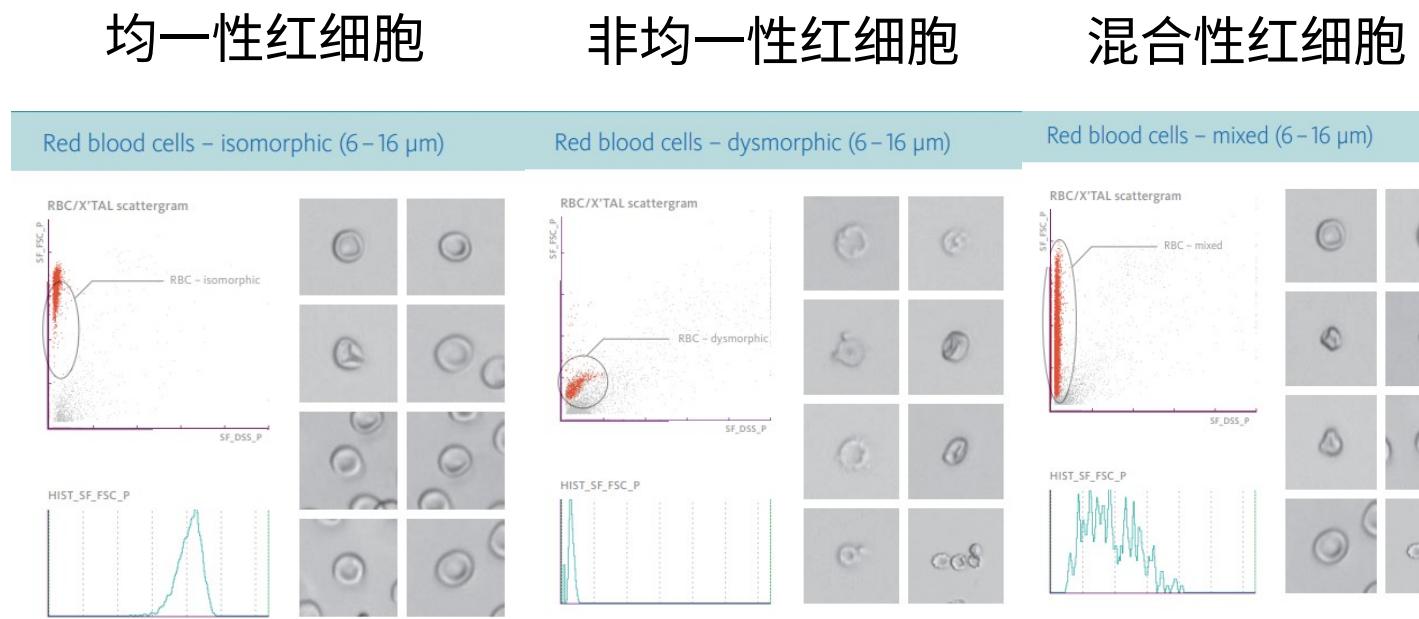 均一性红细胞
非均一性红细胞
混合性红细胞
Red blood cells – isomorphic (6 – 16 µm)
Red blood cells – dysmorphic (6 – 16 µm)
Red blood cells – mixed (6 – 16 µm)
RBC/X'TAL scattergram
SF_FSC_P
RBC – isomorphic
SF_DSS_P
HIST_SF_FSC_P
RBC/X'TAL scattergram
SF_FSC_P
RBC – dysmorphic
SF_DSS_P
HIST_SF_FSC_P
RBC/X'TAL scattergram
SF_FSC_P
RBC – mixed
SF_DSS_P
HIST_SF_FSC_P